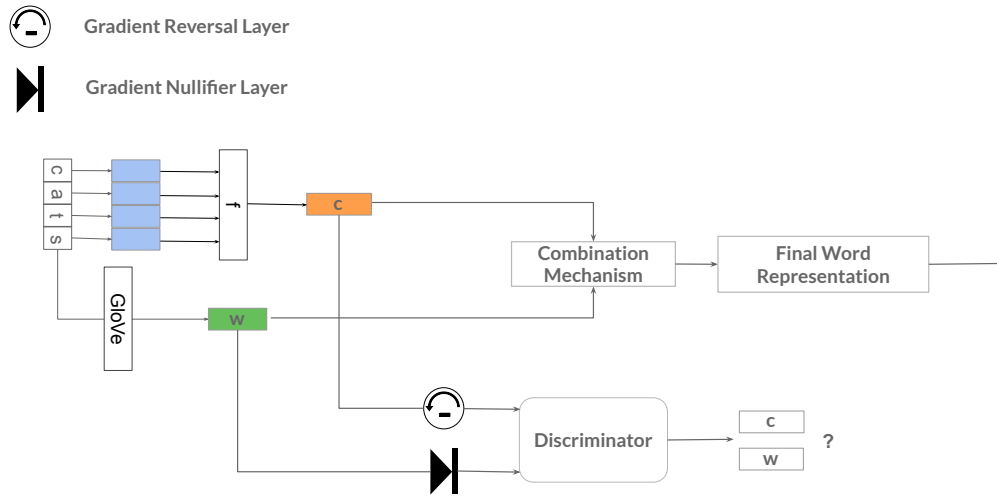 Gradient Reversal Layer
Gradient Nullifier Layer
c
a
t
s
f
c
Combination
Mechanism
Final Word
Representation
GloVe
w
Discriminator
c
?
w